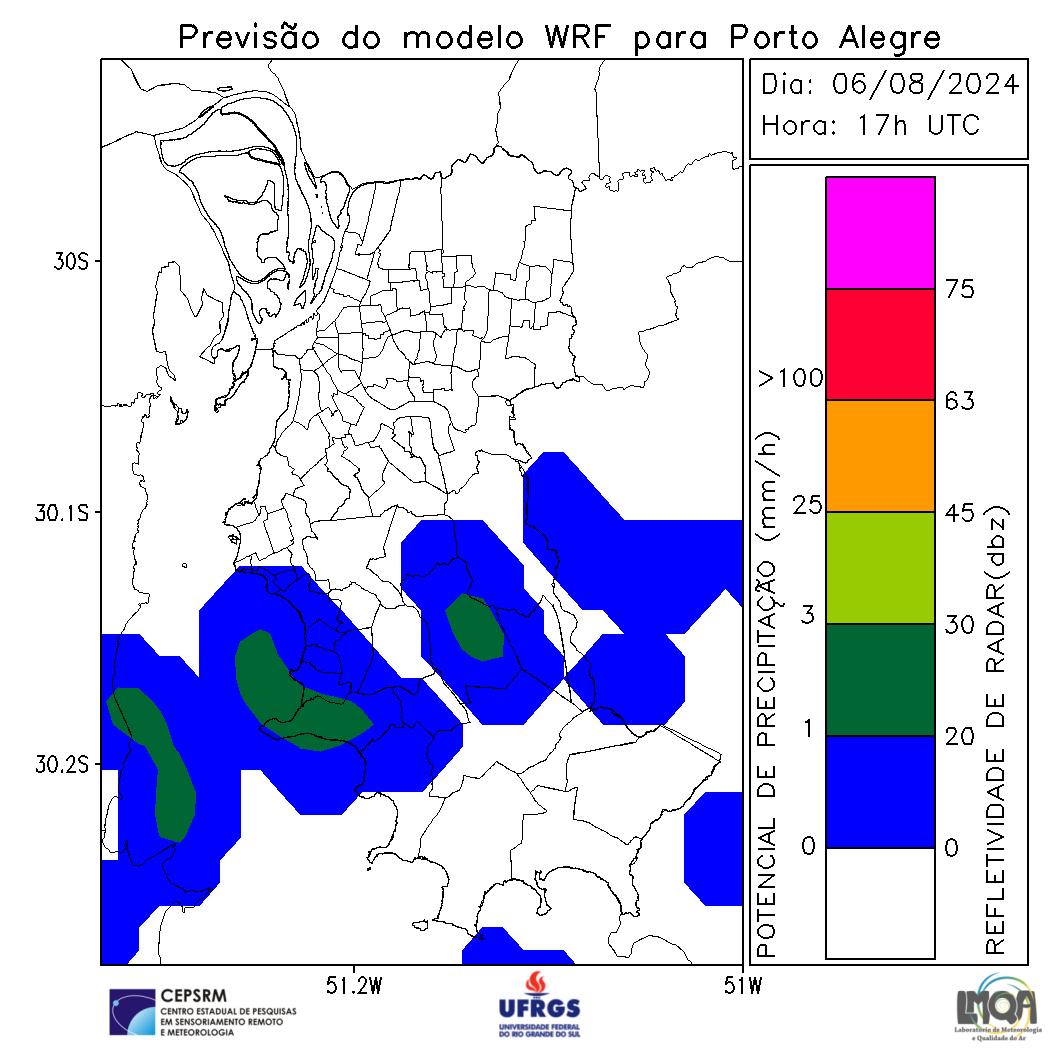 Previsão do modelo WRF para Porto Alegre
Dia: 06/08/2024
Hora: 17h UTC
30S
30.1S
30.2S
51.2W
51W
POTENCIAL DE PRECIPITAÇÃO (mm/h)
>100
25
3
1
0
75
63
45
30
20
0
REFLETIVIDADE DE RADAR(dbz)
CEPSRM
CENTRO ESTADUAL DE PESQUISAS
EM SENSORIAMENTO REMOTO
E METEOROLOGIA
UFRGS
UNIVERSIDADE FEDERAL
DO RIO GRANDE DO SUL
LMQA
Laboratório de Meteorologia
e Qualidade do Ar